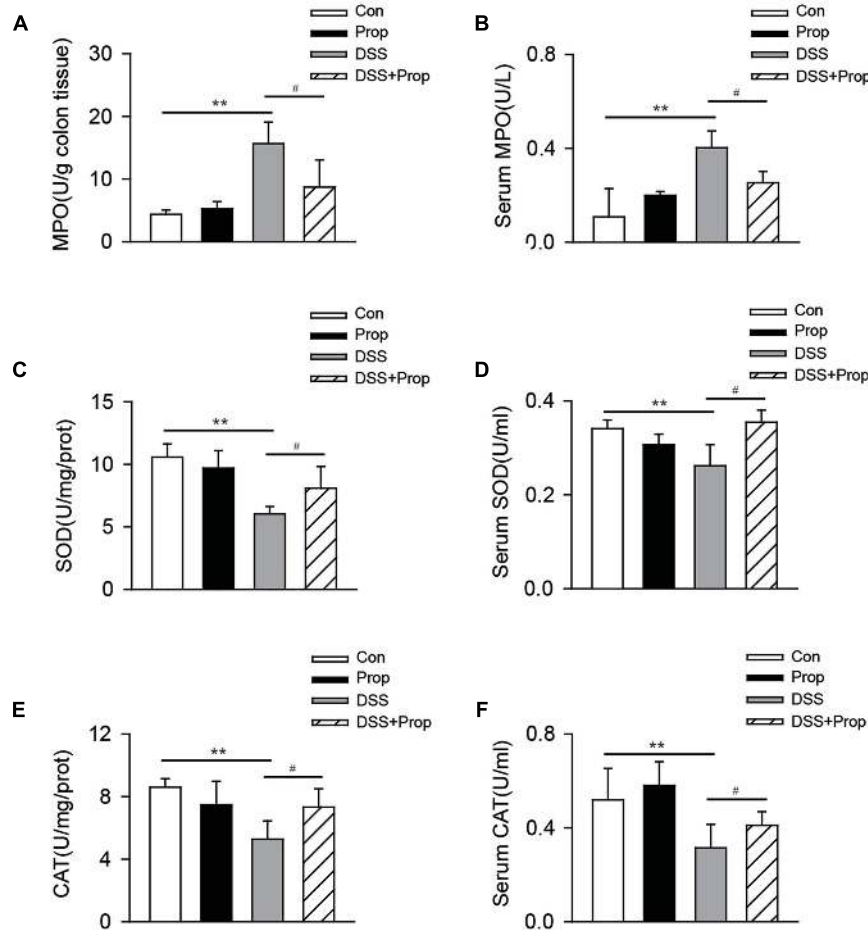 A
Con
Prop
DSS
DSS+Prop
MPO(U/g colon tissue)
30
20
10
0
**
#
B
Con
Prop
DSS
DSS+Prop
Serum MPO(U/L)
0.8
0.4
0.0
**
#
C
Con
Prop
DSS
DSS+Prop
SOD(U/mg/prot)
15
10
5
0
**
#
D
Con
Prop
DSS
DSS+Prop
Serum SOD(U/ml)
0.4
0.2
0.0
**
#
E
Con
Prop
DSS
DSS+Prop
CAT(U/mg/prot)
12
8
4
0
**
#
F
Con
Prop
DSS
DSS+Prop
Serum CAT(U/ml)
0.8
0.4
0.0
**
#